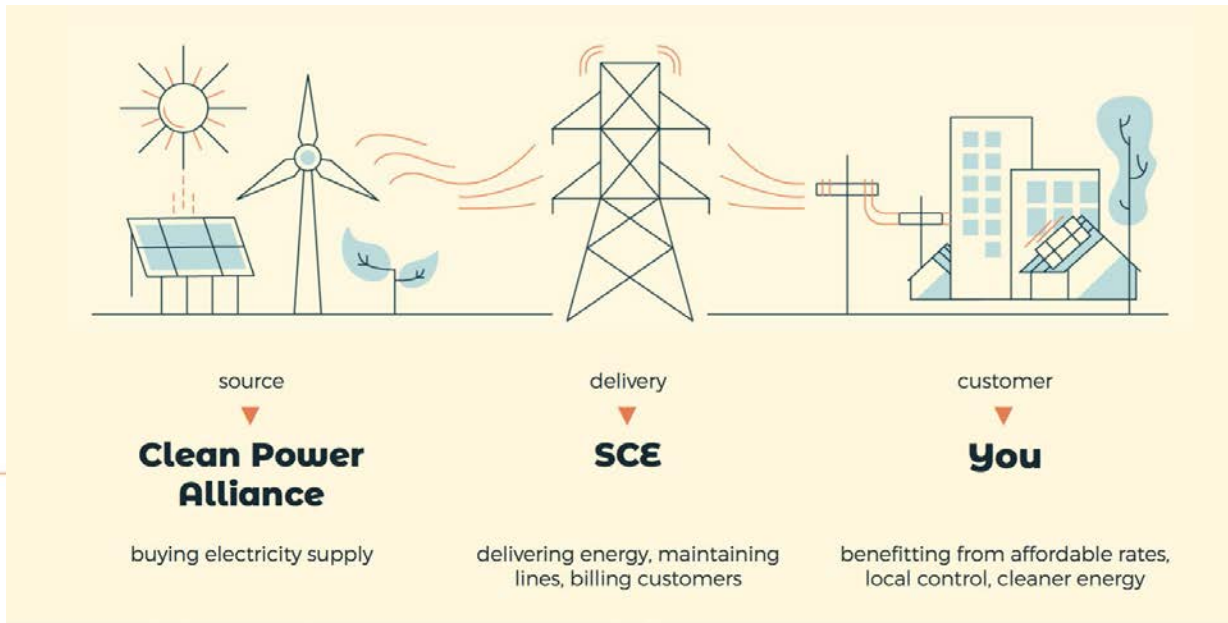 source
Clean Power
Alliance
buying electricity supply
delivery
SCE
delivering energy, maintaining
lines, billing customers
customer
You
benefitting from affordable rates,
local control, cleaner energy